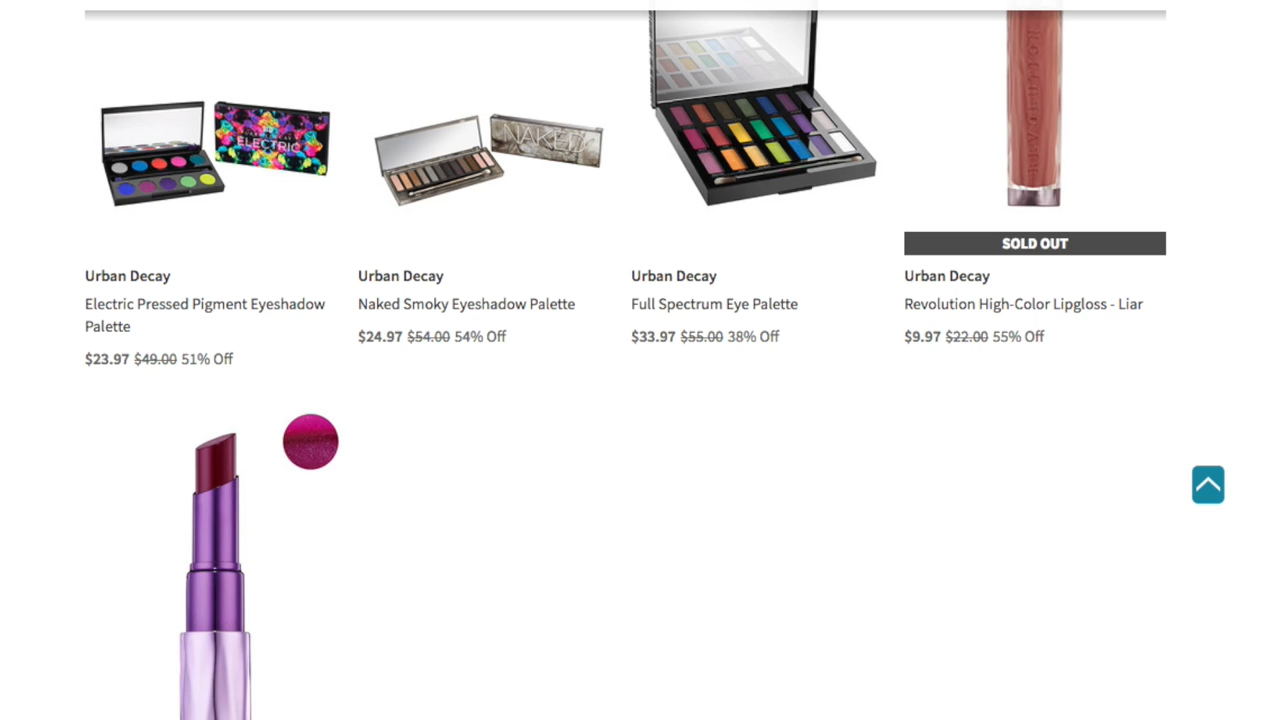 ELECTRIC
NAKED
SOLD OUT
Urban Decay
Electric Pressed Pigment Eyeshadow
Palette
$23.97 $49.00 51% Off
Urban Decay
Naked Smoky Eyeshadow Palette
$24.97 $54.00 54% Off
Urban Decay
Full Spectrum Eye Palette
$33.97 $55.00 38% Off
Urban Decay
Revolution High-Color Lipgloss - Liar
$9.97 $22.00 55% Off